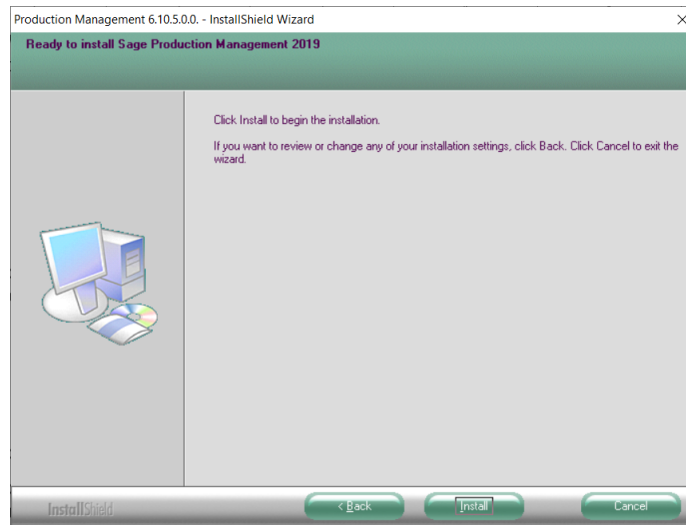 Production Management 6.10.5.0.0. - InstallShield Wizard
Ready to install Sage Production Management 2019
Click Install to begin the installation.
If you want to review or change any of your installation settings, click Back. Click Cancel to exit the
wizard.
InstallShield
< Back
Install
Cancel